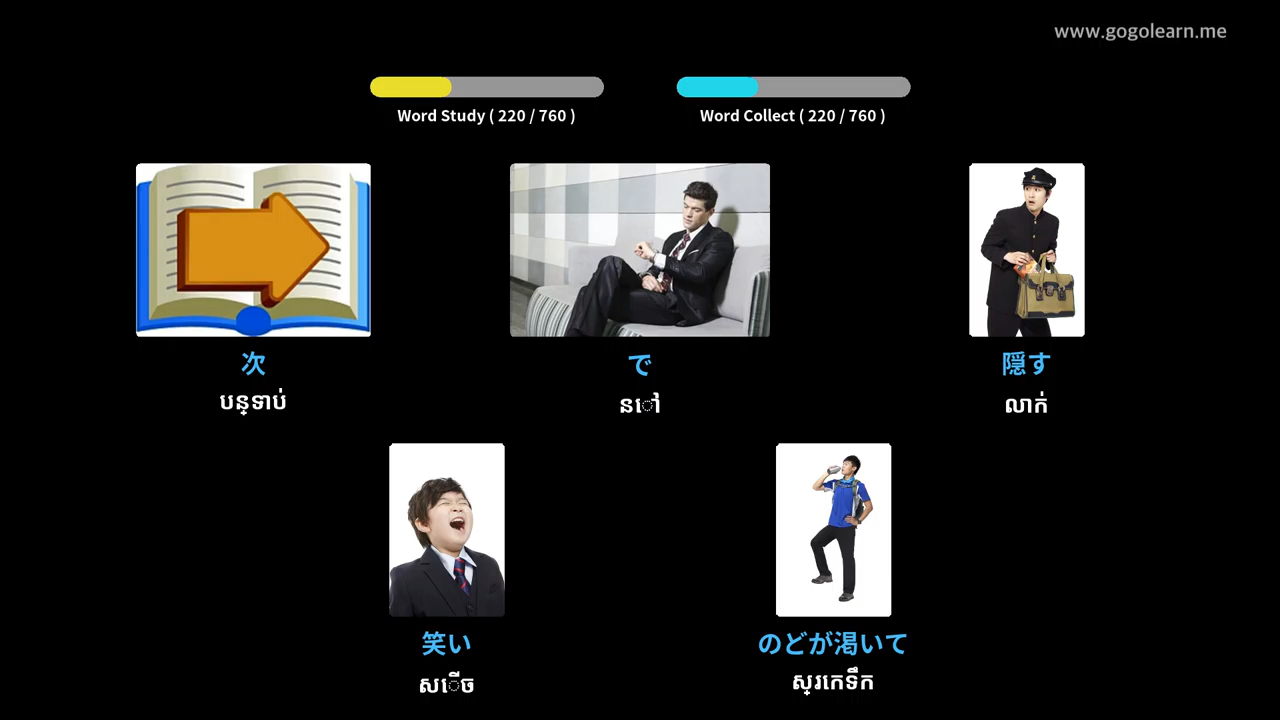 www.gogolearn.me
Word Study ( 220 / 760 )
Word Collect ( 220 / 760 )
次
で
隠す
បន្ទាប់
នៅ
លាក់
笑い
のどが渇いて
សើច
ស្រេកទឹក